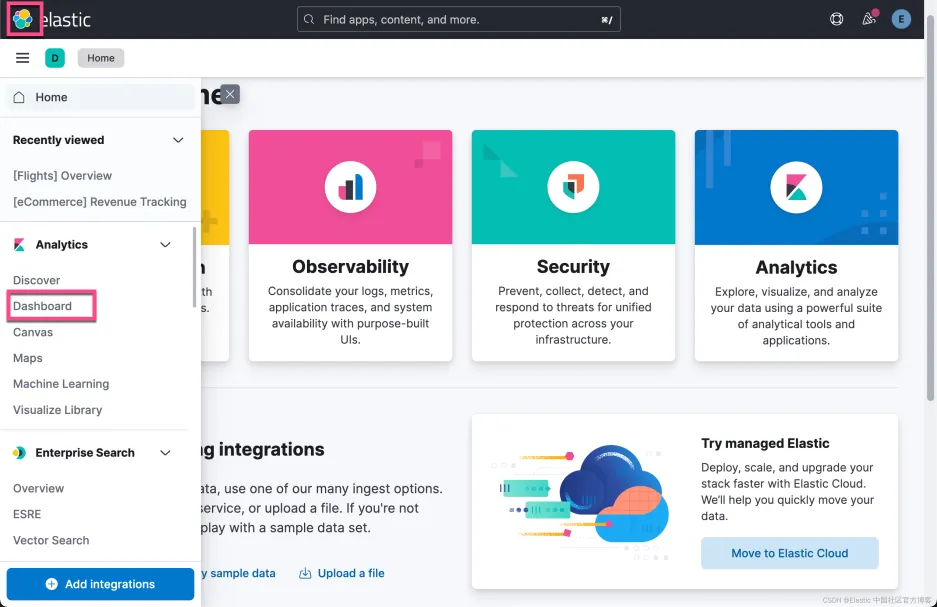 elastic
Find apps, content, and more.
⌘/
E
D
Home
Home
Recently viewed
[Flights] Overview
[eCommerce] Revenue Tracking
Analytics
Discover
Dashboard
Canvas
Maps
Machine Learning
Visualize Library
Enterprise Search
Overview
ESRE
Vector Search
Add integrations
Observability
Consolidate your logs, metrics,
application traces, and system
availability with purpose-built
UIs.
Security
Prevent, collect, detect, and
respond to threats for unified
protection across your
infrastructure.
Analytics
Explore, visualize, and analyze
your data using a powerful suite
of analytical tools and
applications.
g integrations
ata, use one of our many ingest options.
service, or upload a file. If you're not
play with a sample data set.
y sample data
Upload a file
Try managed Elastic
Deploy, scale, and upgrade your
stack faster with Elastic Cloud.
We'll help you quickly move your
data.
Move to Elastic Cloud
CSDN @Elastic 中国社区官方博客